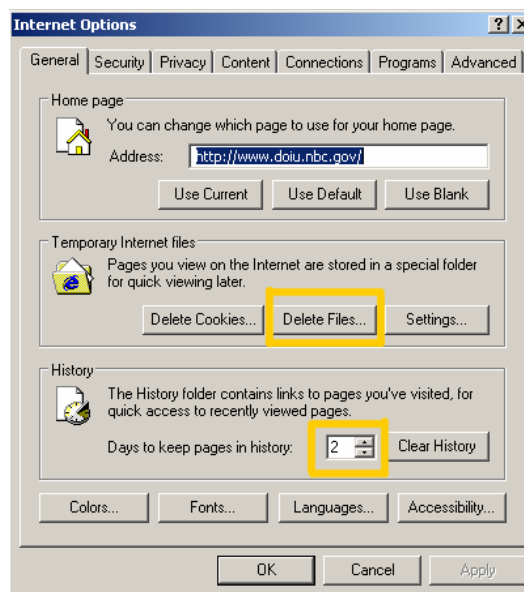 Internet Options
General Security Privacy Content Connections Programs Advanced
Home page
You can change which page to use for your home page.
Address: http://www.doiu.nbc.gov/
Use Current Use Default Use Blank
Temporary Internet files
Pages you view on the Internet are stored in a special folder
for quick viewing later.
Delete Cookies... Delete Files... Settings...
History
The History folder contains links to pages you've visited, for
quick access to recently viewed pages.
Days to keep pages in history: 2 Clear History
Colors... Fonts... Languages... Accessibility...
OK Cancel Apply